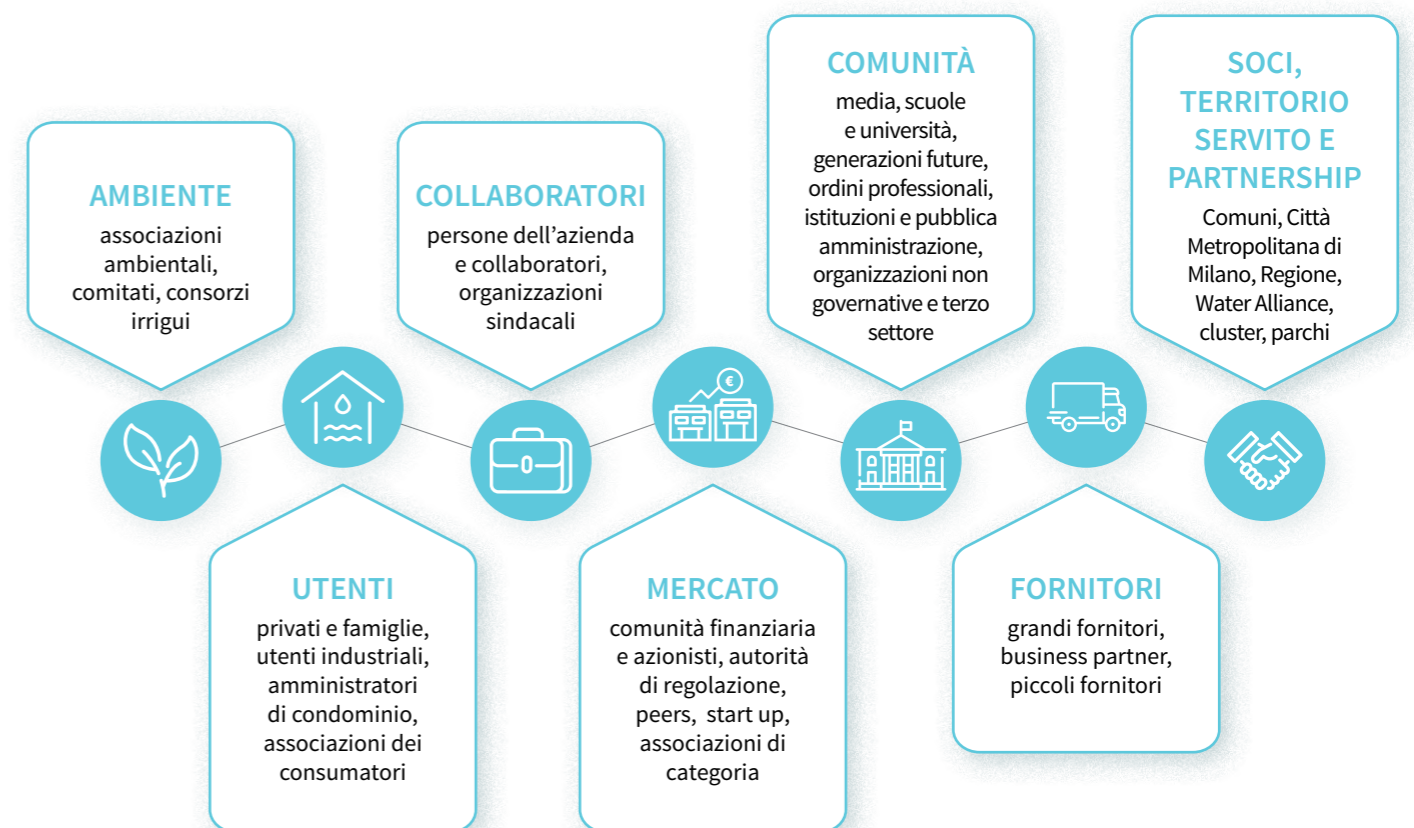 AMBIENTE
associazioni
ambientali,
comitati, consorzi
irrigui
UTENTI
privati e famiglie,
utenti industriali,
amministratori
di condominio,
associazioni dei
consumatori
COLLABORATORI
persone dell’azienda
e collaboratori,
organizzazioni
sindacali
MERCATO
comunità finanziaria
e azionisti, autorità
di regolazione,
peers, start up,
associazioni di
categoria
€
COMUNITÀ
media, scuole
e università,
generazioni future,
ordini professionali,
istituzioni e pubblica
amministrazione,
organizzazioni non
governative e terzo
settore
FORNITORI
grandi fornitori,
business partner,
piccoli fornitori
SOCI,
TERRITORIO
SERVITO E
PARTNERSHIP
Comuni, Città
Metropolitana di
Milano, Regione,
Water Alliance,
cluster, parchi